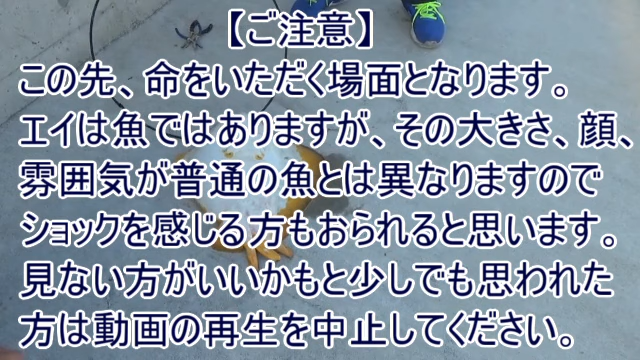 【ご注意】
この先、命をいただく場面となります。
エイは魚ではありますが、その大きさ、顔、
雰囲気が普通の魚とは異なりますので
ショックを感じる方もおられると思います。
見ない方がいいかもと少しでも思われた
方は動画の再生を中止してください。